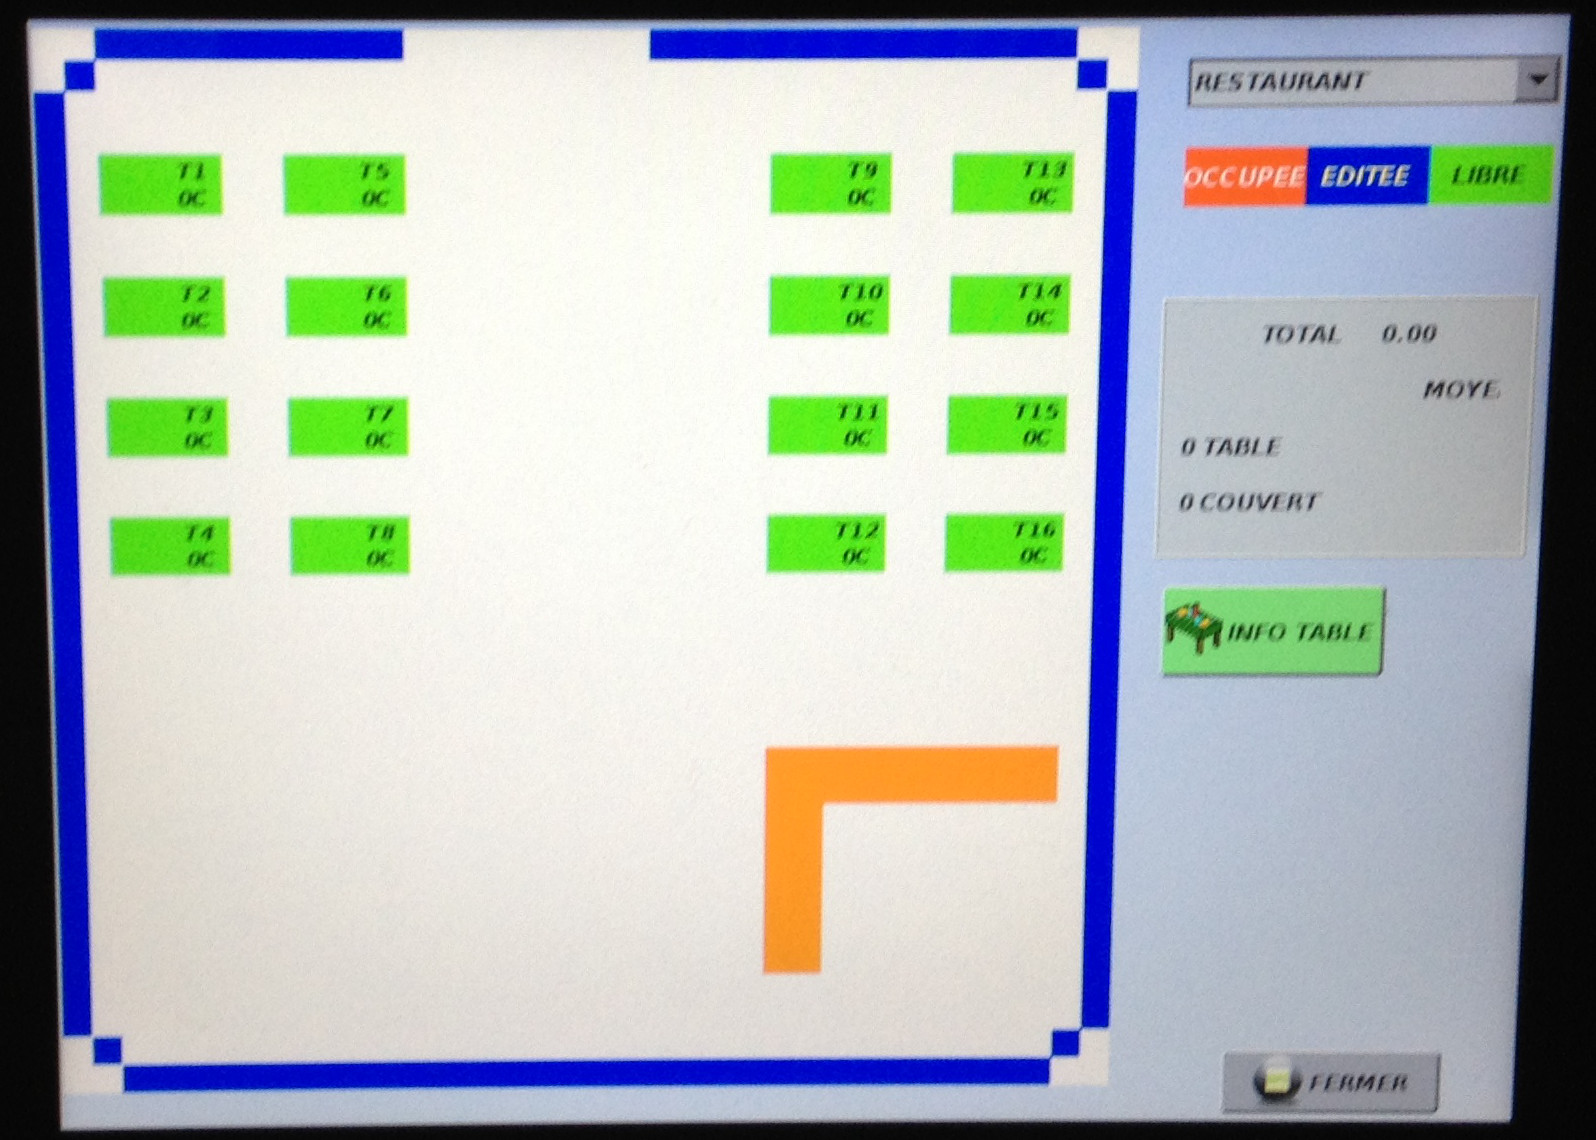 RESTAURANT
OCCUPEE EDITEE LIBRE
T1 T5 T9 T13
0C 0C 0C 0C
T2 T6 T10 T14
0C 0C 0C 0C
T3 T7 T11 T15
0C 0C 0C 0C
T4 T8 T12 T16
0C 0C 0C 0C
TOTAL 0.00
MOYE
0 TABLE
0 COUVERT
INFO TABLE
FERMER